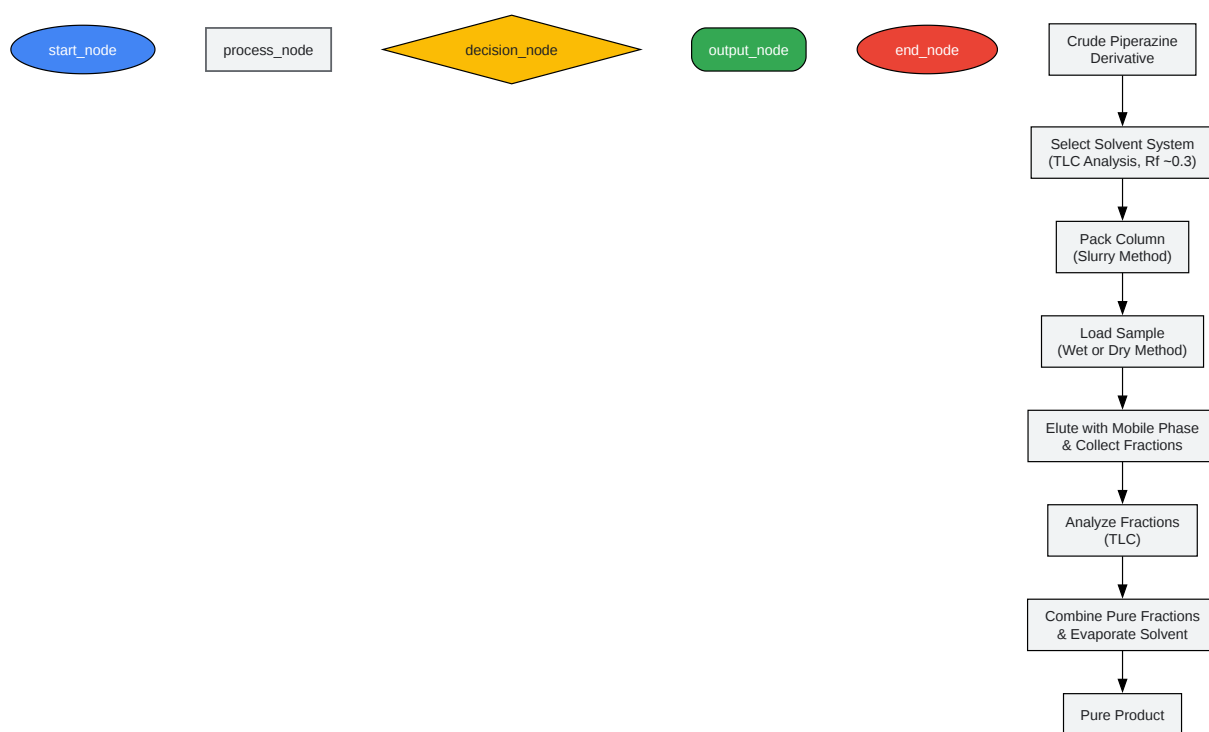 start_node
process_node
decision_node
output_node
end_node
Crude Piperazine
Derivative
Select Solvent System
(TLC Analysis, Rf ~0.3)
Pack Column
(Slurry Method)
Load Sample
(Wet or Dry Method)
Elute with Mobile Phase
& Collect Fractions
Analyze Fractions
(TLC)
Combine Pure Fractions
& Evaporate Solvent
Pure Product